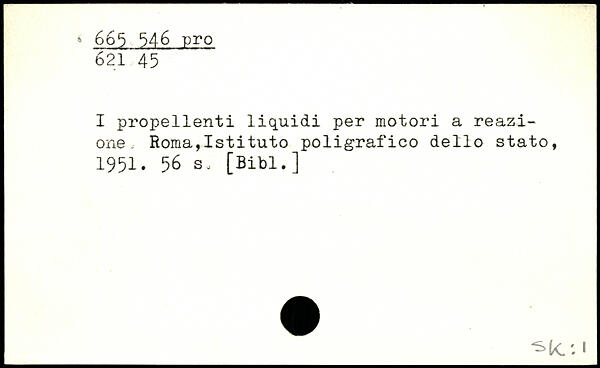 665.546 pro
621.45
I propellenti liquidi per motori a reazi-
one. Roma,Istituto poligrafico dello stato,
1951. 56 s. [Bibl.]
SK:1